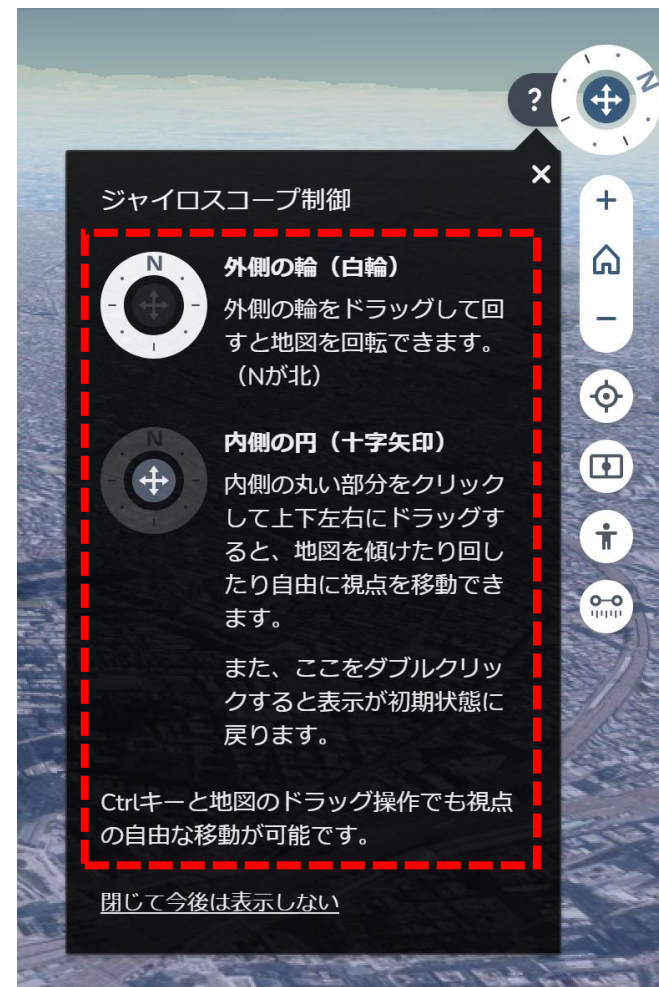 N
?
ジャイロスコープ制御
N
外側の輪（白輪）
外側の輪をドラッグして回
すと地図を回転できます。
（Nが北）
N
内側の円（十字矢印）
内側の丸い部分をクリック
して上下左右にドラッグす
ると、地図を傾けたり回し
たり自由に視点を移動でき
ます。
また、ここをダブルクリッ
クすると表示が初期状態に
戻ります。
Ctrlキーと地図のドラッグ操作でも視点
の自由な移動が可能です。
閉じて今後は表示しない